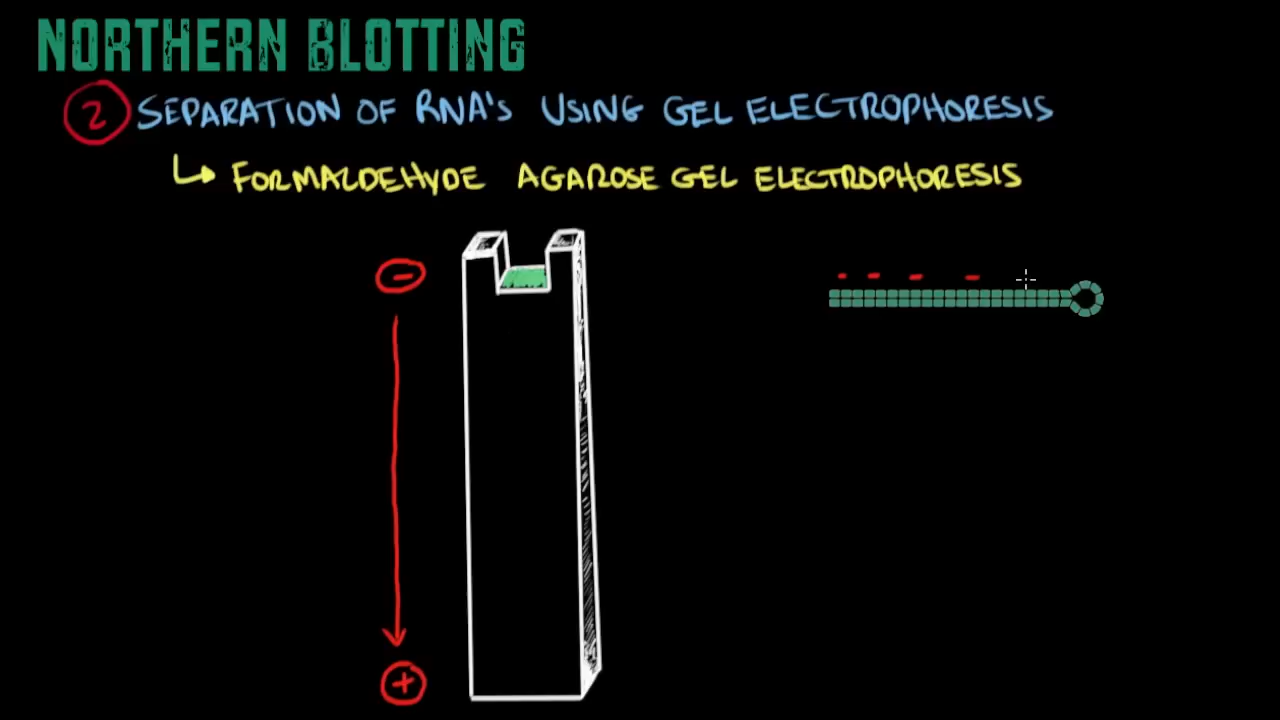 NORTHERN BLOTTING
2 SEPARATION OF RNA'S USING GEL ELECTROPHORESIS
↳ FORMALDEHYDE AGAROSE GEL ELECTROPHORESIS
−
+